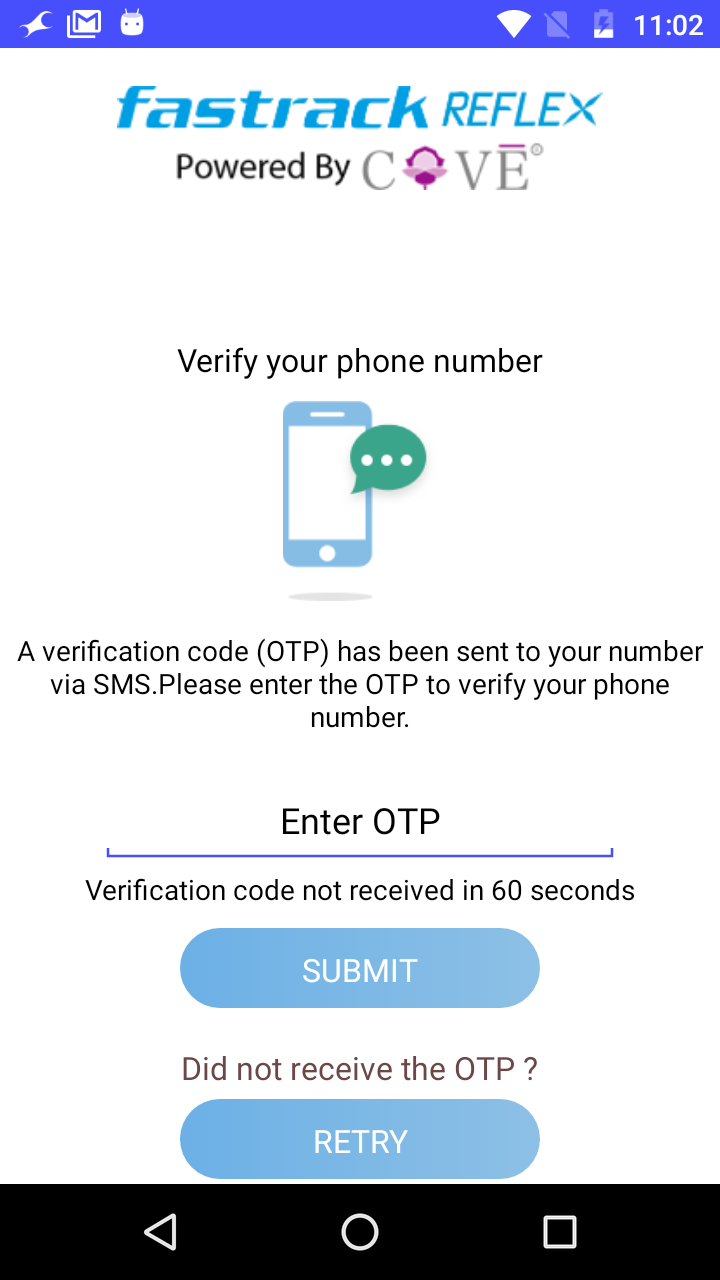 11:02
fastrack REFLEX
Powered By COVE®
Verify your phone number
A verification code (OTP) has been sent to your number
via SMS.Please enter the OTP to verify your phone
number.
Enter OTP
Verification code not received in 60 seconds
SUBMIT
Did not receive the OTP ?
RETRY